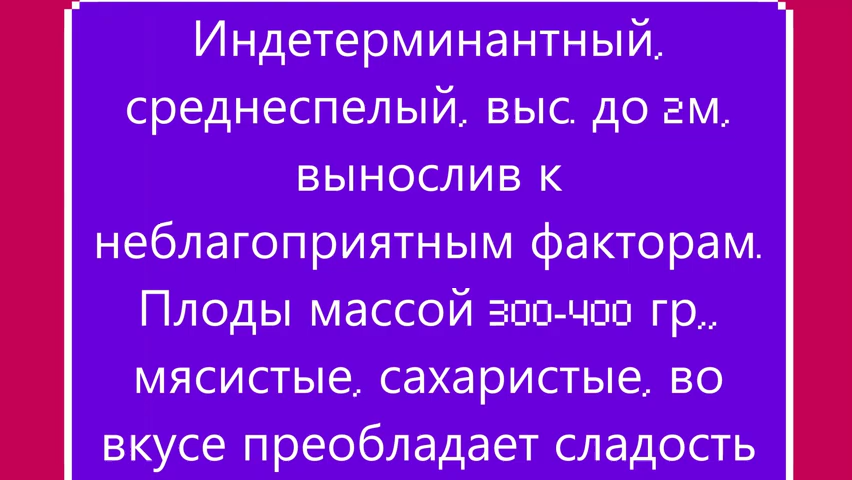 Индетерминантный,
среднеспелый, выс. до 2м,
вынослив к
неблагоприятным факторам.
Плоды массой 300-400 гр.,
мясистые, сахаристые, во
вкусе преобладает сладость